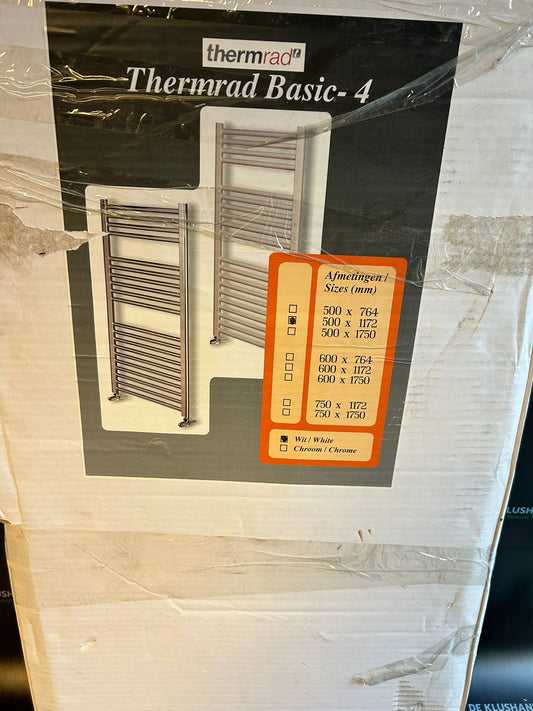 thermrad
Thermrad Basic- 4
Afmetingen /
Sizes (mm)
500 x 764
500 x 1172
500 x 1750
600 x 764
600 x 1172
600 x 1750
750 x 1172
750 x 1750
Wit / White
Chroom / Chrome
KLUSH
DE KLUSHAN